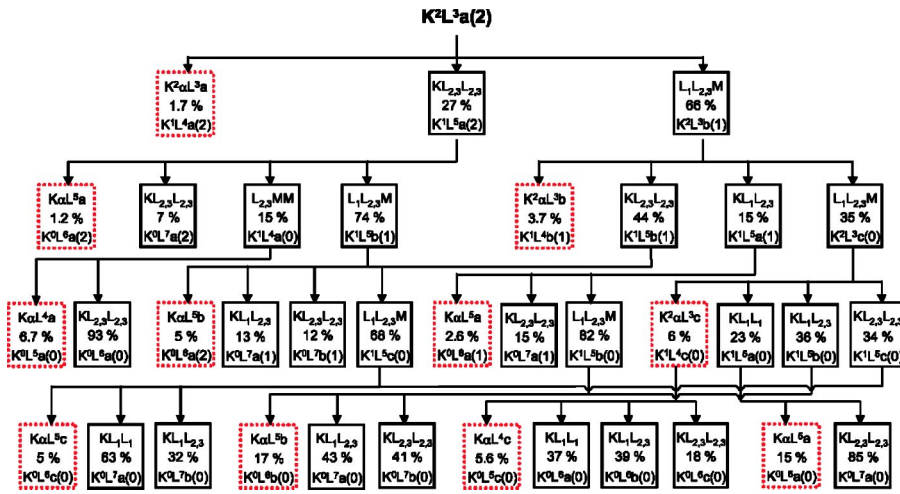 K²L³a(2)
K²αL³a
1.7 %
K¹L⁴a(2)
KL₂,₃L₂,₃
27 %
K¹L⁵a(2)
L₁L₂,₃M
66 %
K²L³b(1)
KαL⁵a
1.2 %
K⁰L⁶a(2)
KL₂,₃L₂,₃
7 %
K⁰L⁷a(2)
L₂,₃MM
15 %
K¹L⁴a(0)
L₁L₂,₃M
74 %
K¹L⁵b(1)
K²αL³b
3.7 %
K¹L⁴b(1)
KL₂,₃L₂,₃
44 %
K¹L⁵b(1)
KL₁L₂,₃
15 %
K¹L⁵a(1)
L₁L₂,₃M
35 %
K²L³c(0)
KαL⁴a
6.7 %
K⁰L⁵a(0)
KL₂,₃L₂,₃
93 %
K⁰L⁶a(0)
KαL⁵b
5 %
K⁰L⁶a(2)
KL₁L₂,₃
13 %
K⁰L⁷a(1)
KL₂,₃L₂,₃
12 %
K⁰L⁷b(1)
L₁L₂,₃M
68 %
K¹L⁵c(0)
KαL⁵a
2.6 %
K⁰L⁶a(1)
KL₂,₃L₂,₃
15 %
K⁰L⁷a(1)
L₁L₂,₃M
82 %
K¹L⁵b(0)
K²αL³c
6 %
K¹L⁴c(0)
KL₁L₁
23 %
K¹L⁵a(0)
KL₁L₂,₃
36 %
K¹L⁵b(0)
KL₂,₃L₂,₃
34 %
K¹L⁵c(0)
KαL⁵c
5 %
K⁰L⁶c(0)
KL₁L₁
63 %
K⁰L⁷a(0)
KL₁L₂,₃
32 %
K⁰L⁷b(0)
KαL⁵b
17 %
K⁰L⁶b(0)
KL₁L₂,₃
43 %
K⁰L⁷a(0)
KL₂,₃L₂,₃
41 %
K⁰L⁷b(0)
KαL⁴c
5.6 %
K⁰L⁵c(0)
KL₁L₁
37 %
K⁰L⁶a(0)
KL₁L₂,₃
39 %
K⁰L⁶b(0)
KL₂,₃L₂,₃
18 %
K⁰L⁶c(0)
KαL⁵a
15 %
K⁰L⁶a(0)
KL₂,₃L₂,₃
85 %
K⁰L⁷a(0)